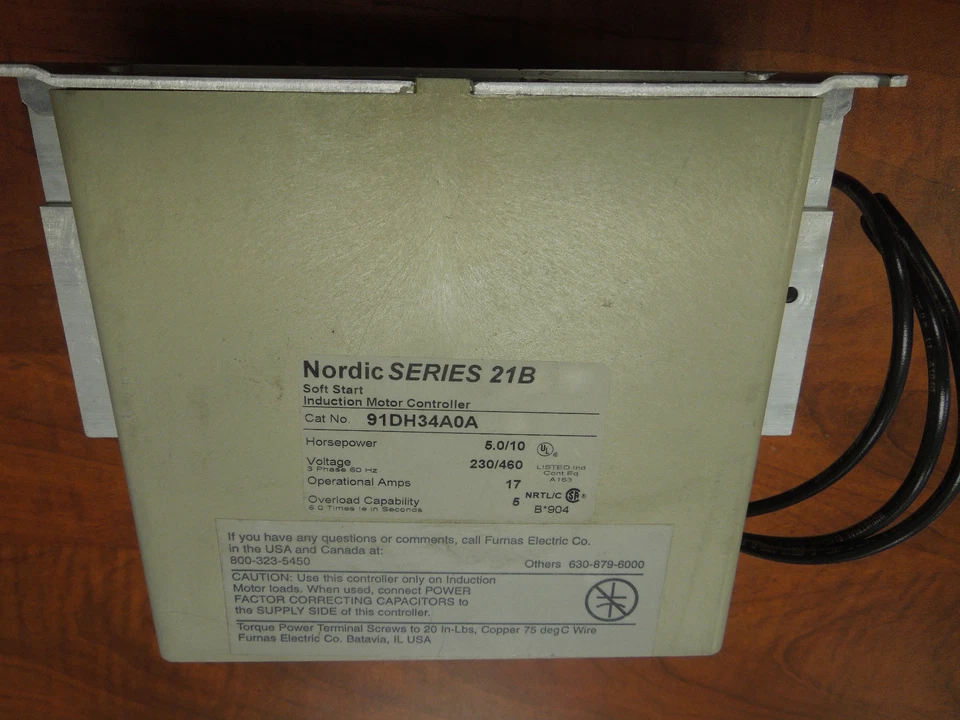 Nordic SERIES 21B
Soft Start
Induction Motor Controller
Cat No. 91DH34A0A
Horsepower 5.0/10 UL®
Voltage 230/460
3 Phase 60 Hz
LISTED Ind
Cont Eq
A163
Operational Amps 17
Overload Capability 5
6.0 Times Ie in Seconds
NRTL/C SA®
B*904
If you have any questions or comments, call Furnas Electric Co.
in the USA and Canada at:
800-323-5450 Others 630-879-6000
CAUTION: Use this controller only on Induction
Motor loads. When used, connect POWER
FACTOR CORRECTING CAPACITORS to
the SUPPLY SIDE of this controller.
Torque Power Terminal Screws to 20 In-Lbs, Copper 75 degC Wire
Furnas Electric Co. Batavia, IL USA